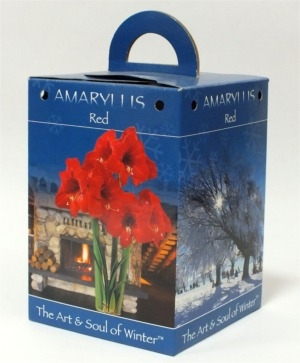 AMARYLLIS
Red
The Art & Soul of Winter™
AMARYLLIS
Red
The Art & Soul of Winter™